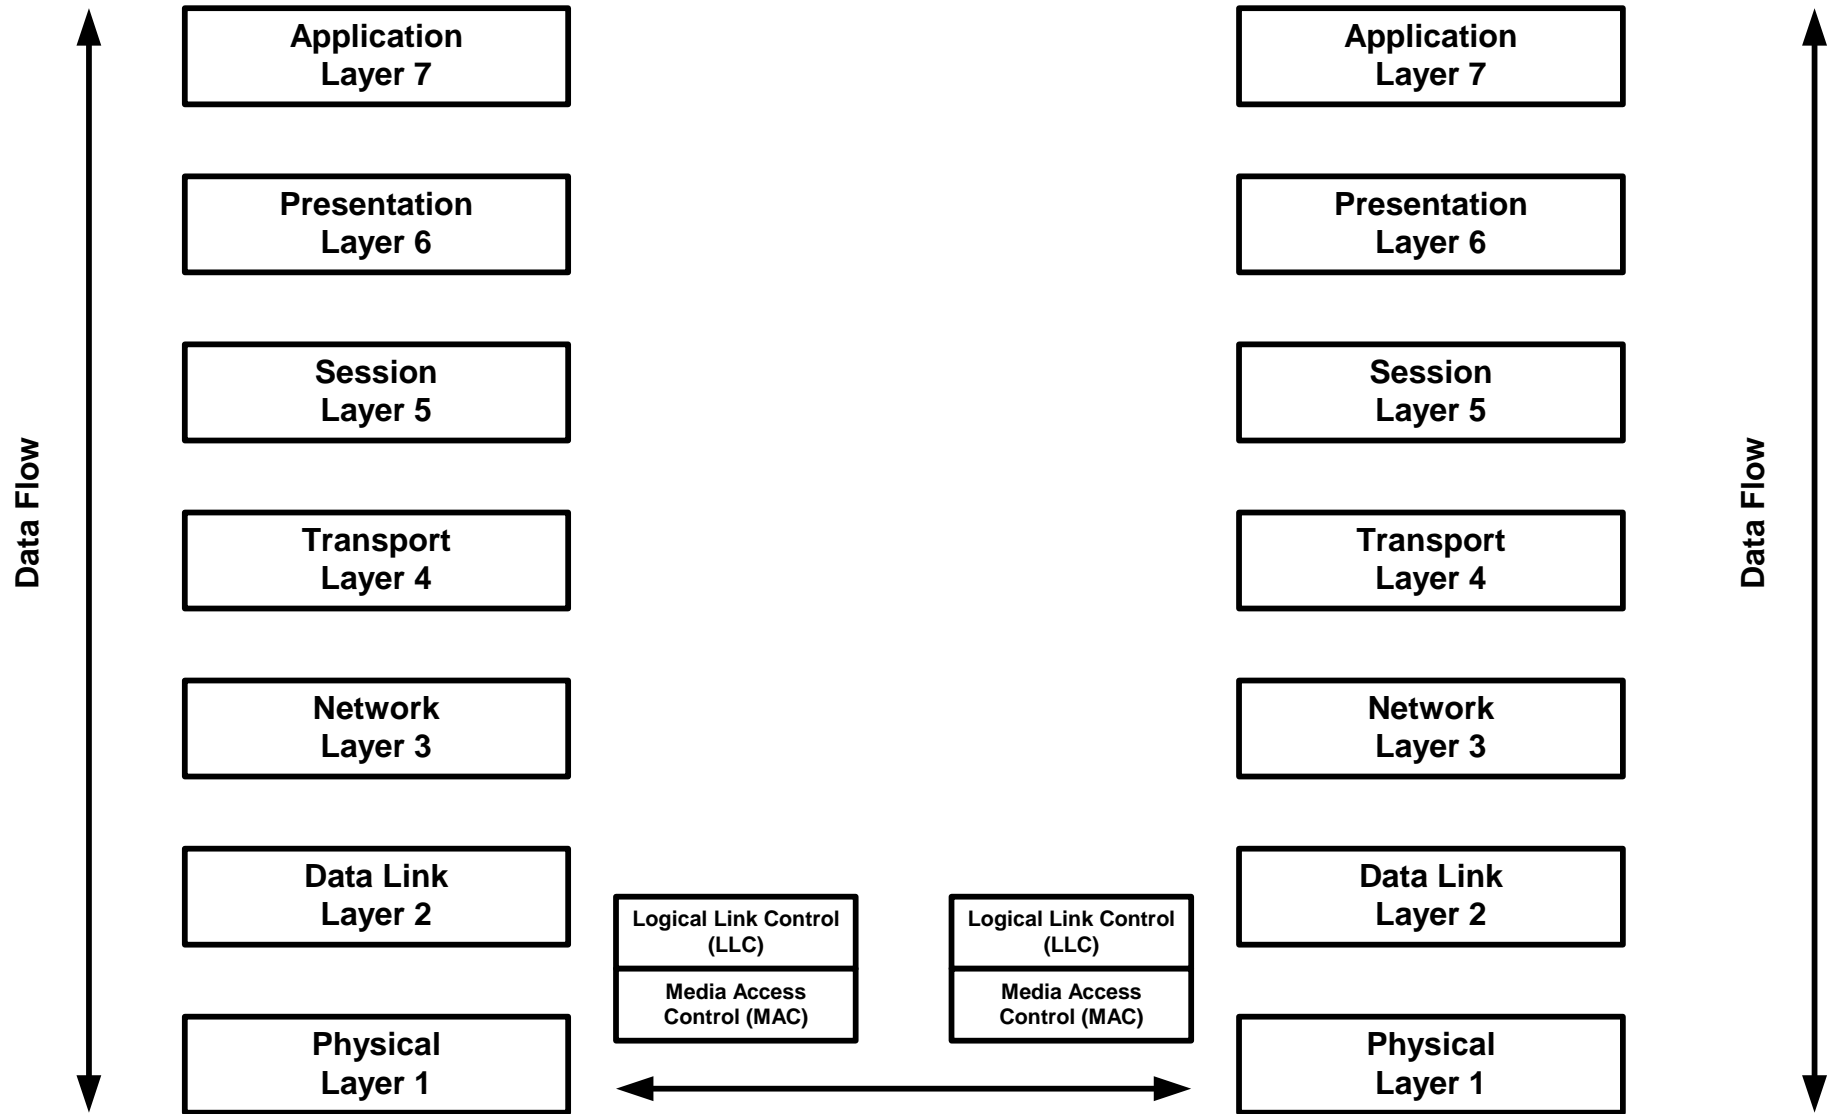 Data Flow
Application
Layer 7
Presentation
Layer 6
Session
Layer 5
Transport
Layer 4
Network
Layer 3
Data Link
Layer 2
Physical
Layer 1
Logical Link Control
(LLC)
Media Access
Control (MAC)
Logical Link Control
(LLC)
Media Access
Control (MAC)
Application
Layer 7
Presentation
Layer 6
Session
Layer 5
Transport
Layer 4
Network
Layer 3
Data Link
Layer 2
Physical
Layer 1
Data Flow